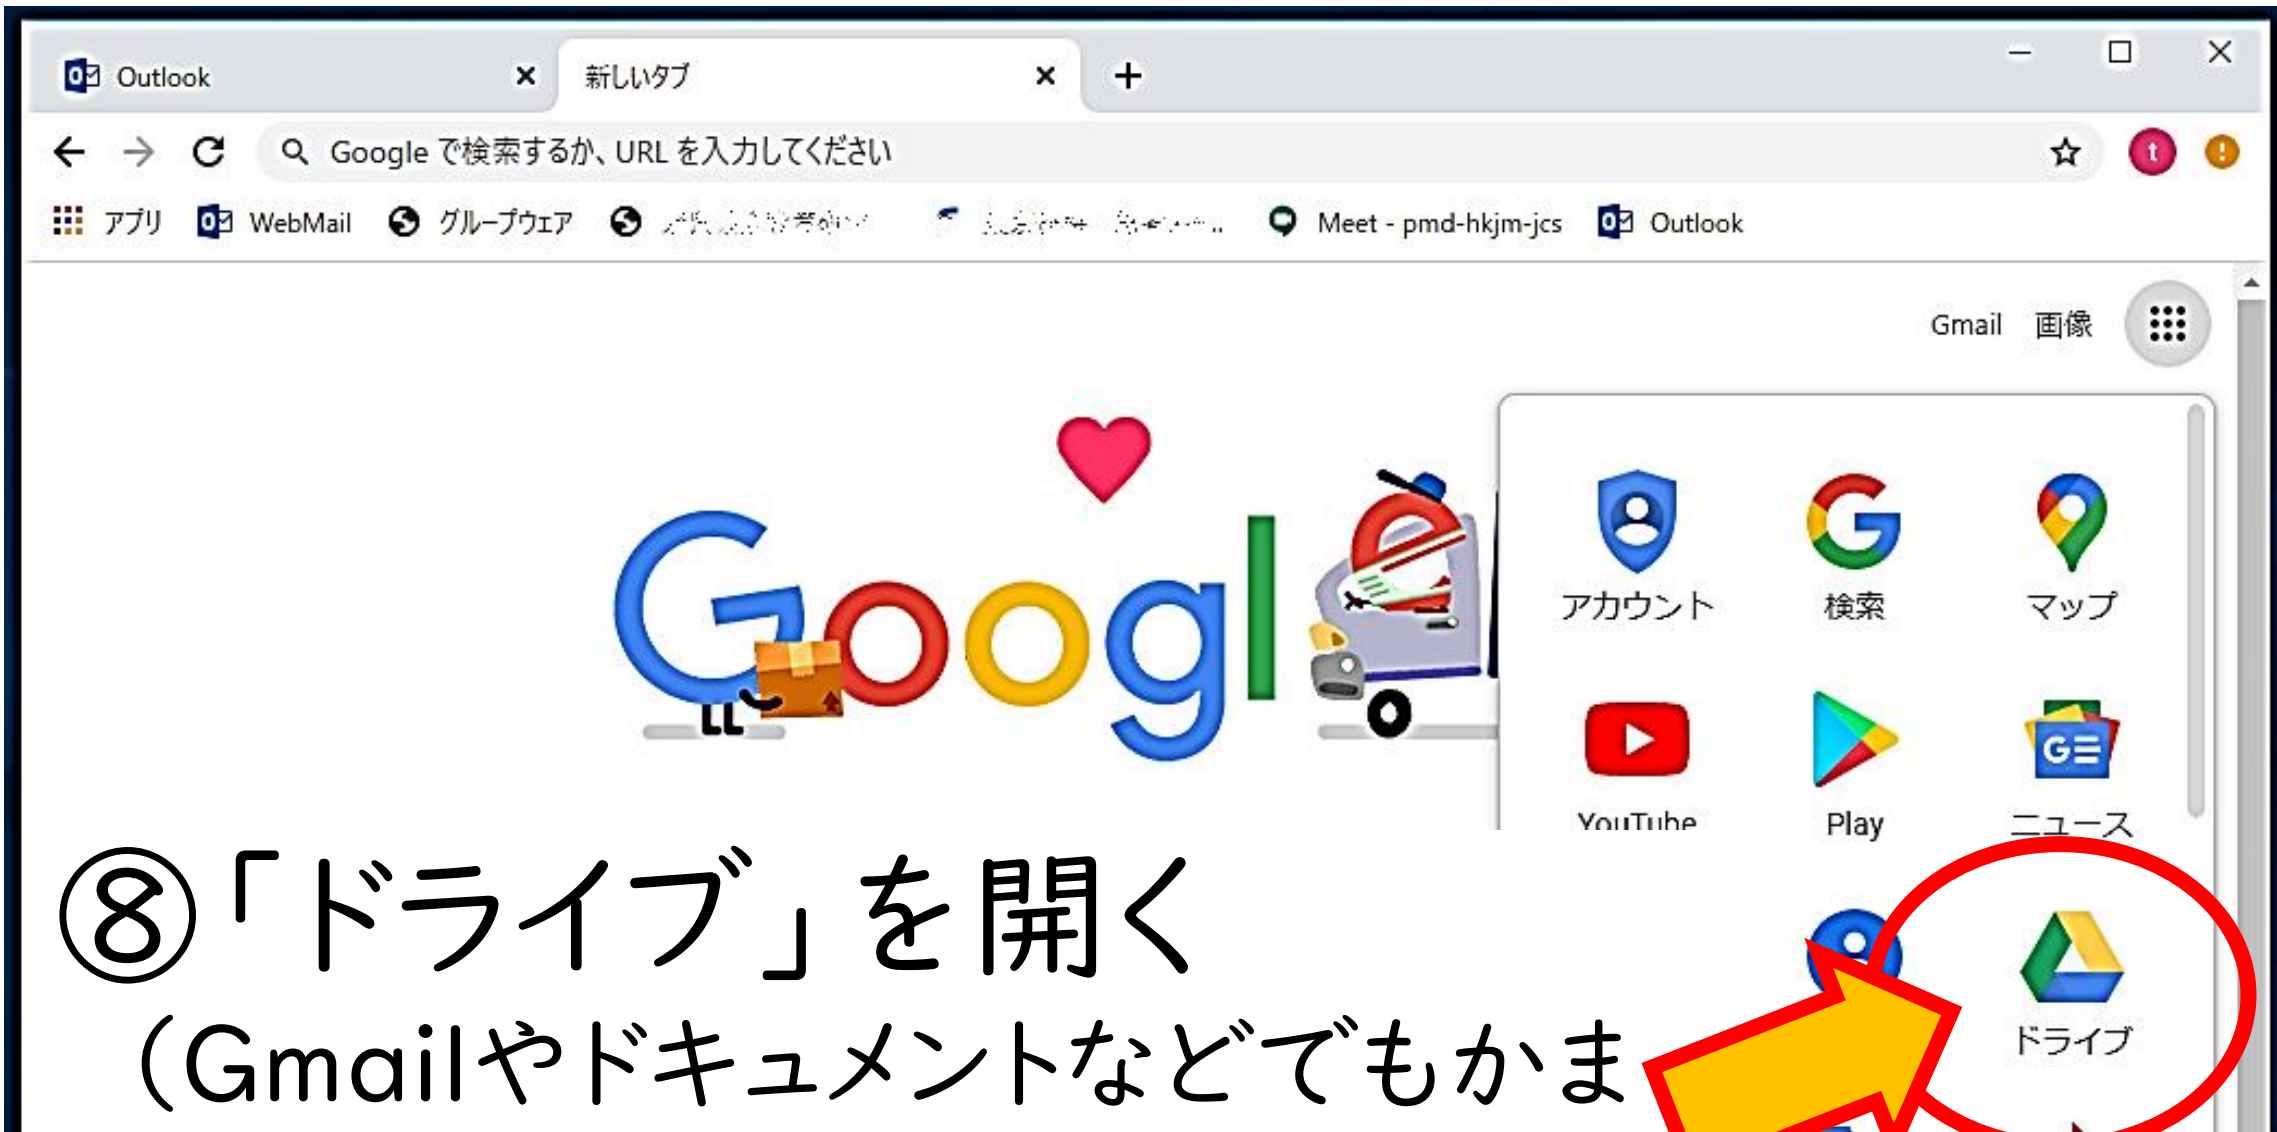 Outlook
新しいタブ
Google で検索するか、URL を入力してください
t
アプリ WebMail グループウェア Meet - pmd-hkjm-jcs Outlook
Gmail 画像
Google
アカウント 検索 マップ
YouTube Play ニュース
⑧「ドライブ」を開く
ドライブ
（Gmailやドキュメントなどでもかま